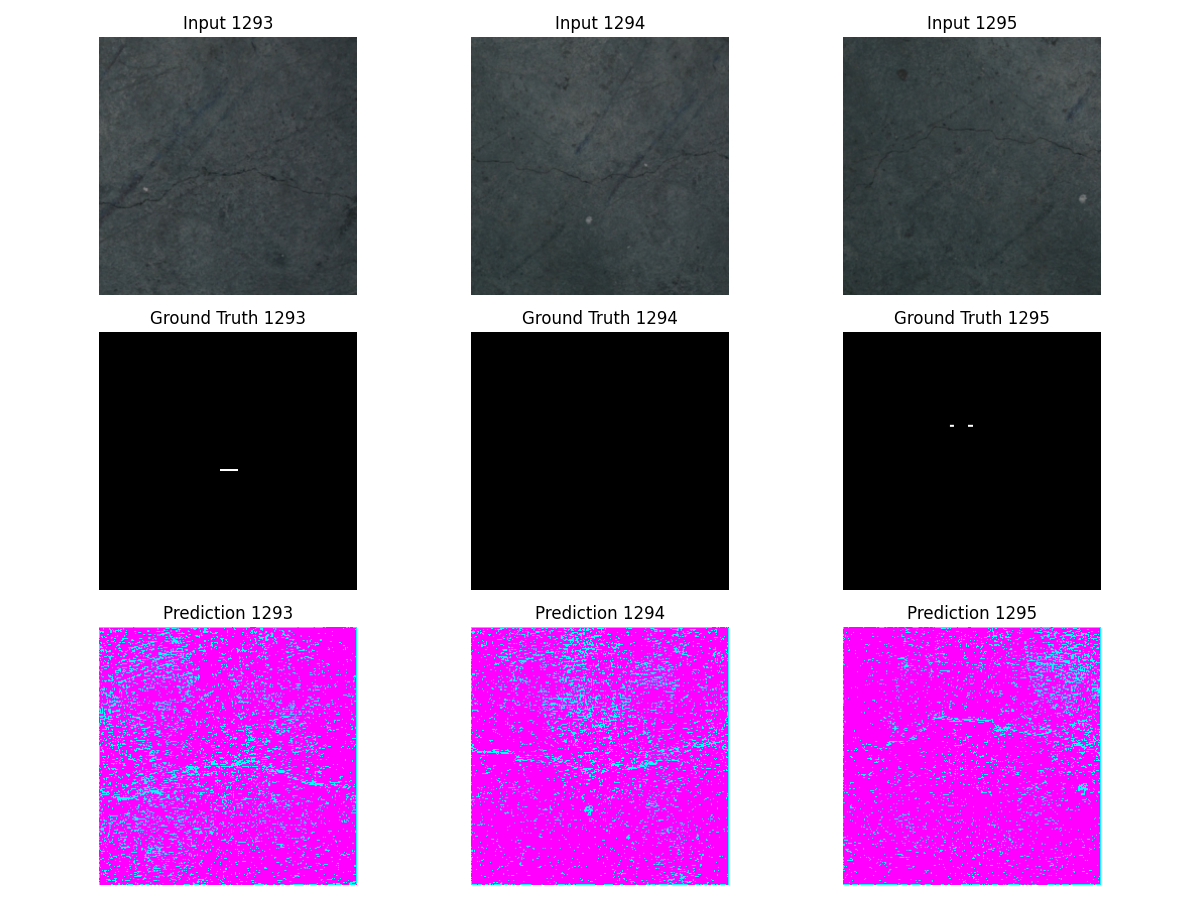 Input 1293
Input 1294
Input 1295
Ground Truth 1293
Ground Truth 1294
Ground Truth 1295
Prediction 1293
Prediction 1294
Prediction 1295